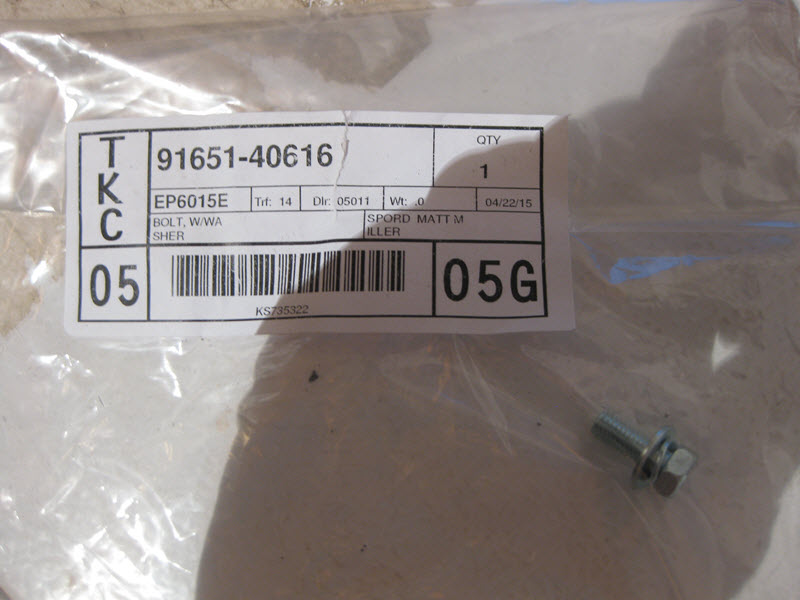 TKC
91651-40616
QTY
1
EP6015E Trf: 14 Dlr: 05011 Wt: .0 04/22/15
BOLT, W/WA
SHER
SPORD MATT M
ILLER
05
KS735322
05G